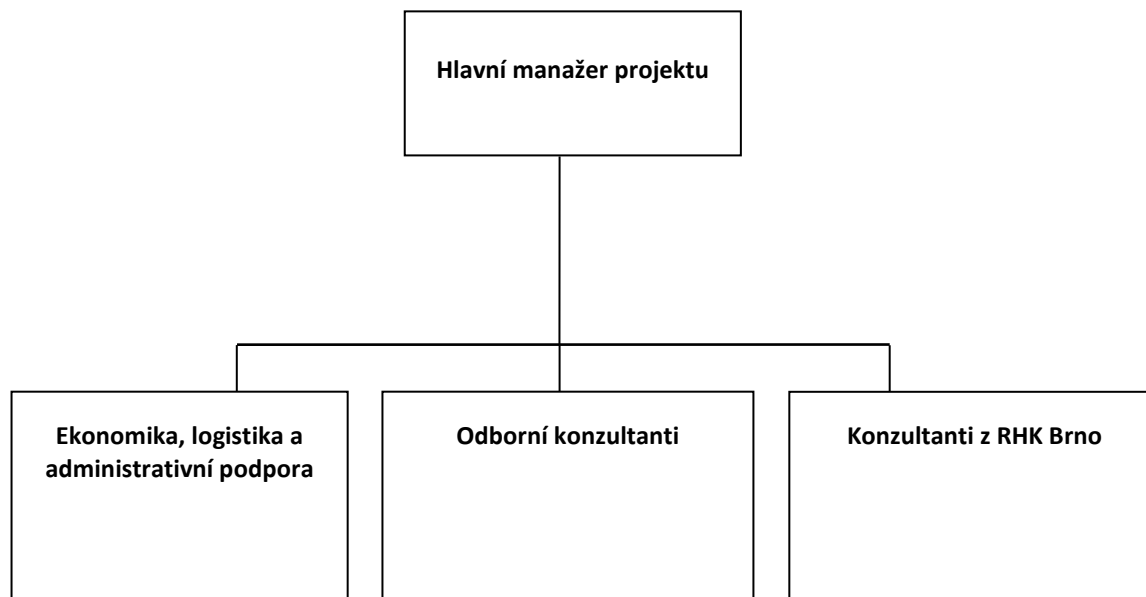 Hlavní manažer projektu
Ekonomika, logistika a
administrativní podpora
Odborní konzultanti
Konzultanti z RHK Brno